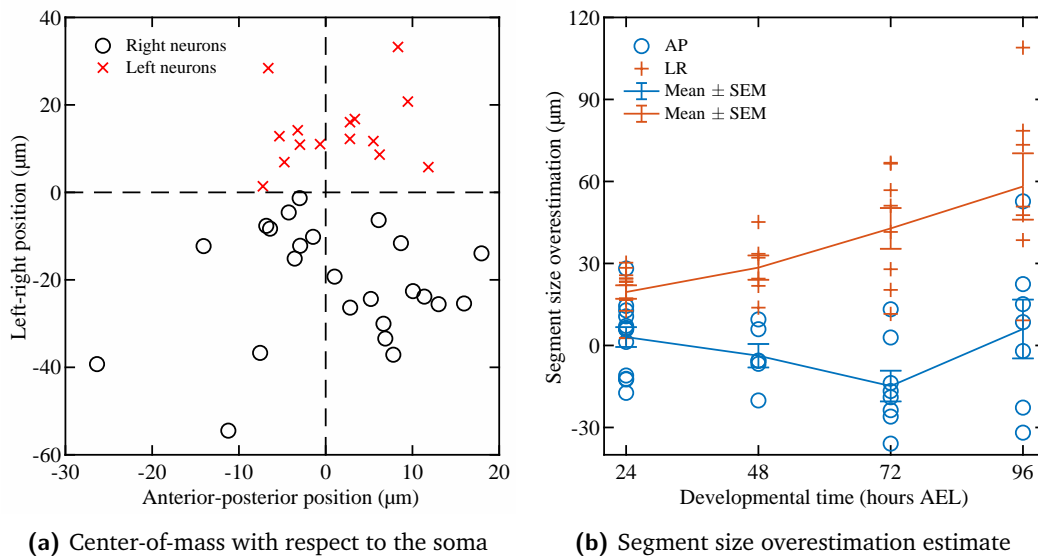 60
40
20
0
-20
-40
-60
-30
-20
-10
0
10
20
Left-right position (μm)
Anterior-posterior position (μm)
Right neurons
Left neurons
(a) Center-of-mass with respect to the soma
120
90
60
30
0
-30
24
48
72
96
Segment size overestimation (μm)
Developmental time (hours AEL)
AP
LR
Mean ± SEM
Mean ± SEM
(b) Segment size overestimation estimate